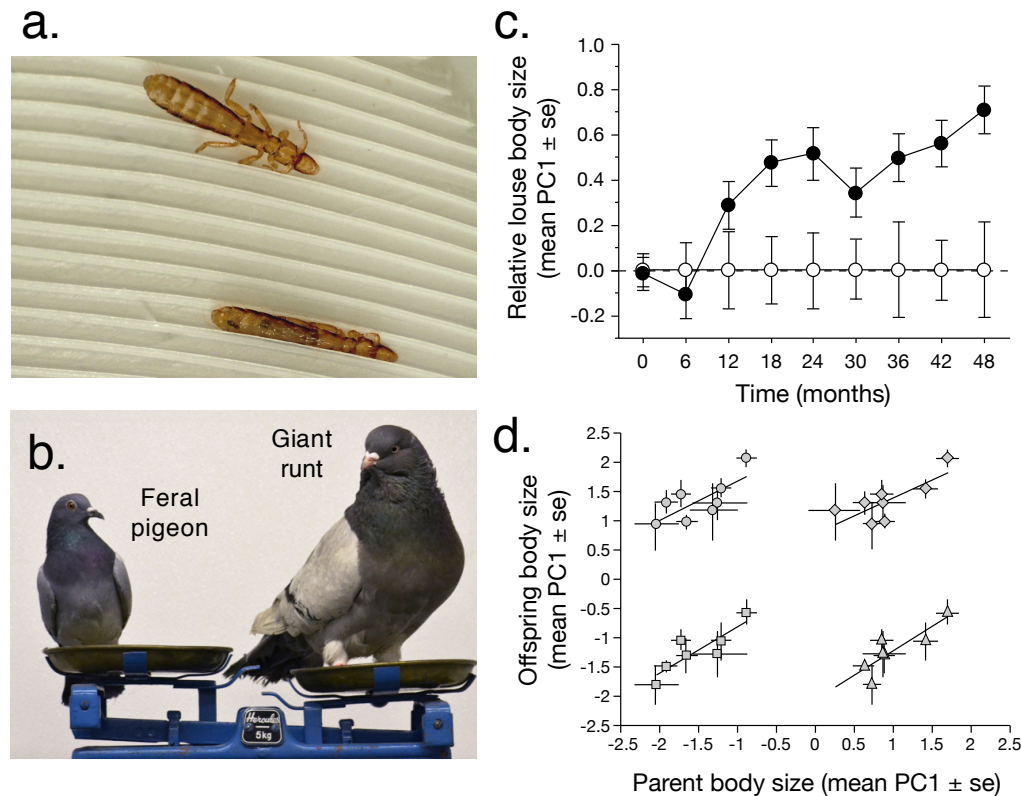 a.
b.
Feral
pigeon
Giant
runt
Hercules
5kg
c.
Relative louse body size
(mean PC1 ± se)
1.0
0.8
0.6
0.4
0.2
0.0
-0.2
0 6 12 18 24 30 36 42 48
Time (months)
d.
Offspring body size
(mean PC1 ± se)
2.5
2
1.5
1
0.5
0
-0.5
-1
-1.5
-2
-2.5
-2.5 -2 -1.5 -1 -0.5 0 0.5 1 1.5 2 2.5
Parent body size (mean PC1 ± se)